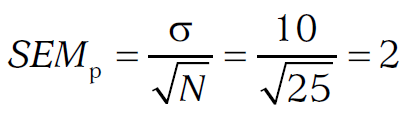 SEMₚ = σ/√N = 10/√25 = 2